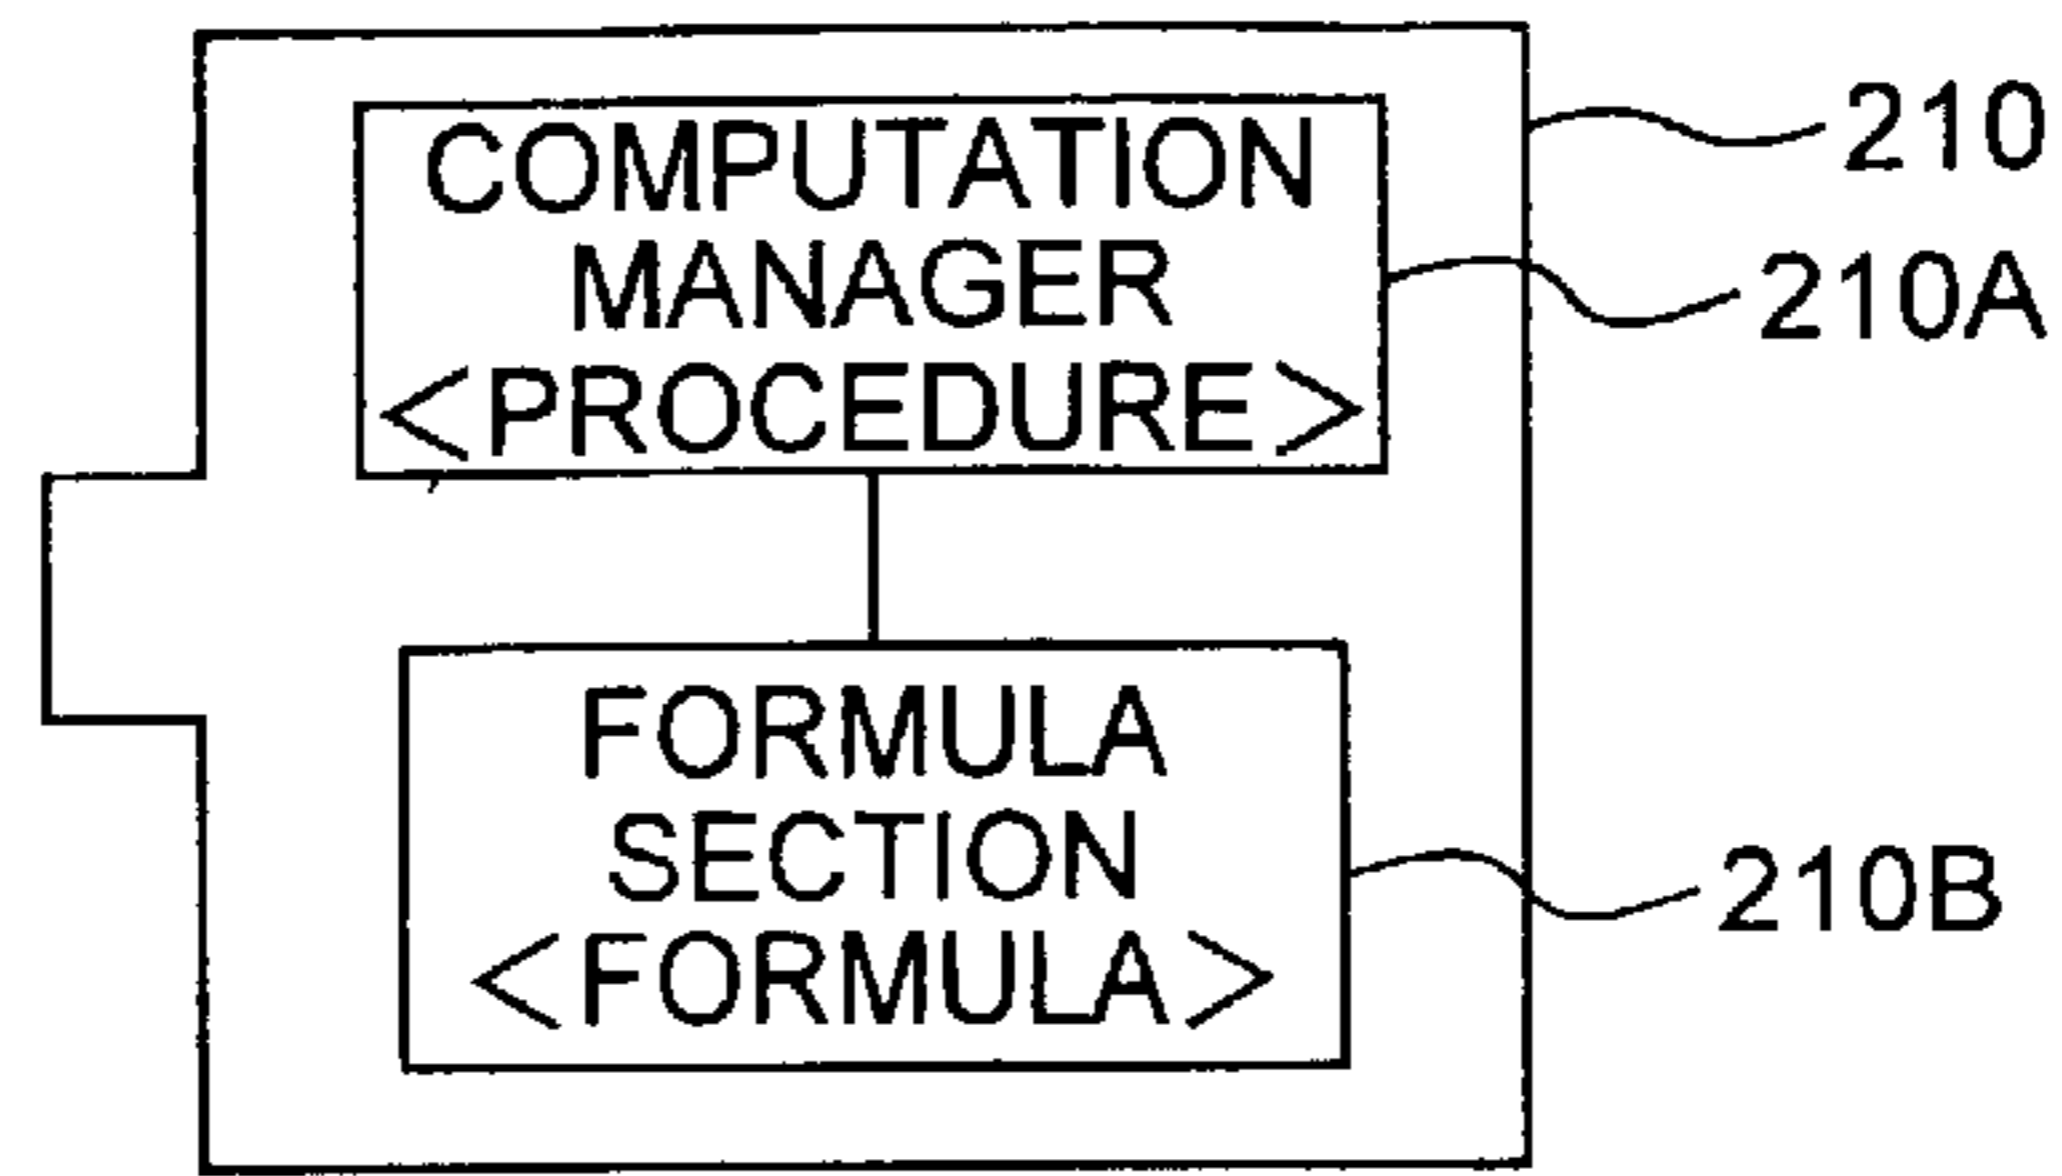 COMPUTATION
MANAGER
<PROCEDURE>
210
210A
FORMULA
SECTION
<FORMULA>
210B